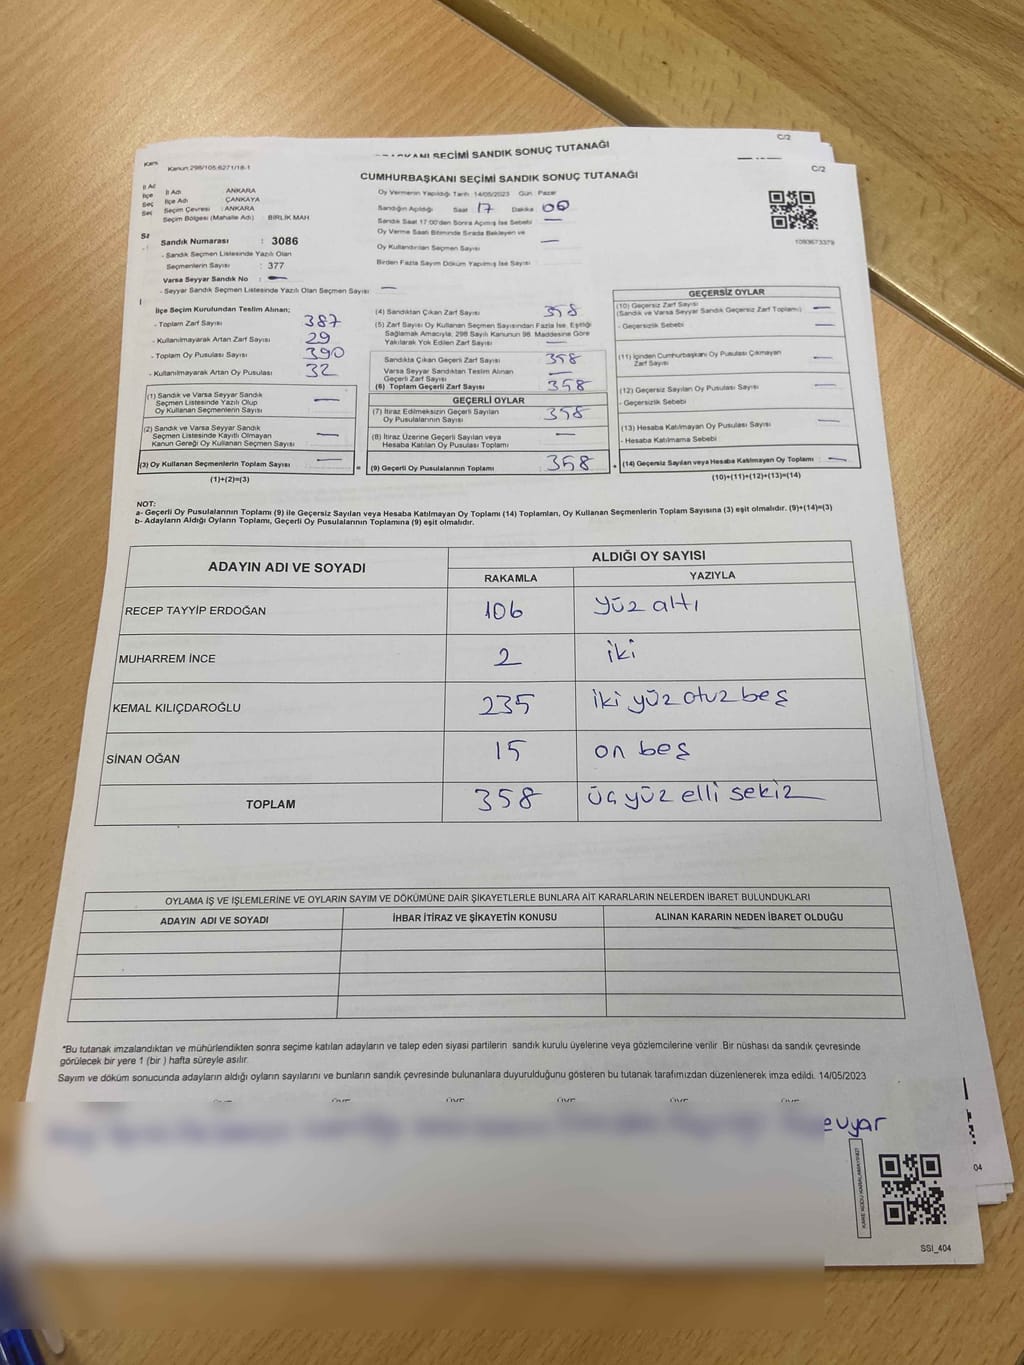 CUMHURBAŞKANI SEÇİMİ SANDIK SONUÇ TUTANAĞI
C/2
SEÇİMİ SANDIK SONUÇ TUTANAĞI
C/2
Kanun:298/105,6271/18-1
İl Adı ANKARA
İlçe Adı ÇANKAYA
Seçim Çevresi : ANKARA
Seçim Bölgesi (Mahalle Adı) : BİRLİK MAH
Sandık Numarası : 3086
- Sandık Seçmen Listesinde Yazılı Olan
Seçmenlerin Sayısı : 377
Varsa Seyyar Sandık No : —
- Seyyar Sandık Seçmen Listesinde Yazılı Olan Seçmen Sayısı : —
Oy Vermenin Yapıldığı Tarih :14/05/2023 Gün : Pazar
Sandığın Açıldığı Saat 17 Dakika 00
Sandık Saat 17:00'den Sonra Açılmış İse Sebebi —
Oy Verme Saati Bitiminde Sırada Bekleyen ve
Oy Kullandırılan Seçmen Sayısı —
Birden Fazla Sayım Döküm Yapılmış İse Sayısı
1093673379
İlçe Seçim Kurulundan Teslim Alınan;
- Toplam Zarf Sayısı : 387
- Kullanılmayarak Artan Zarf Sayısı : 29
- Toplam Oy Pusulası Sayısı : 390
- Kullanılmayarak Artan Oy Pusulası : 32
(1) Sandık ve Varsa Seyyar Sandık
Seçmen Listesinde Yazılı Olup
Oy Kullanan Seçmenlerin Sayısı : —
(2) Sandık ve Varsa Seyyar Sandık
Seçmen Listesinde Kayıtlı Olmayan
Kanun Gereği Oy Kullanan Seçmen Sayısı : —
(3) Oy Kullanan Seçmenlerin Toplam Sayısı : —
(1)+(2)=(3)
(4) Sandıktan Çıkan Zarf Sayısı : 358
(5) Zarf Sayısı Oy Kullanan Seçmen Sayısından Fazla İse, Eşitliği
Sağlamak Amacıyla, 298 Sayılı Kanunun 98. Maddesine Göre
Yakılarak Yok Edilen Zarf Sayısı : —
Sandıkta Çıkan Geçerli Zarf Sayısı : 358
Varsa Seyyar Sandıktan Teslim Alınan
Geçerli Zarf Sayısı : —
(6) Toplam Geçerli Zarf Sayısı : 358
GEÇERLİ OYLAR
(7) İtiraz Edilmeksizin Geçerli Sayılan
Oy Pusulalarının Sayısı : 358
(8) İtiraz Üzerine Geçerli Sayılan veya
Hesaba Katılan Oy Pusulası Toplamı : —
= (9) Geçerli Oy Pusulalarının Toplamı : 358
GEÇERSİZ OYLAR
(10) Geçersiz Zarf Sayısı
(Sandık ve Varsa Seyyar Sandık Geçersiz Zarf Toplamı) : —
- Geçersizlik Sebebi : —
(11) İçinden Cumhurbaşkanı Oy Pusulası Çıkmayan
Zarf Sayısı : —
(12) Geçersiz Sayılan Oy Pusulası Sayısı : —
- Geçersizlik Sebebi
(13) Hesaba Katılmayan Oy Pusulası Sayısı : —
- Hesaba Katılmama Sebebi
+ (14) Geçersiz Sayılan veya Hesaba Katılmayan Oy Toplamı : —
(10)+(11)+(12)+(13)=(14)
NOT:
a- Geçerli Oy Pusulalarının Toplamı (9) ile Geçersiz Sayılan veya Hesaba Katılmayan Oy Toplamı (14) Toplamları, Oy Kullanan Seçmenlerin Toplam Sayısına (3) eşit olmalıdır. (9)+(14)=(3)
b- Adayların Aldığı Oyların Toplamı, Geçerli Oy Pusulalarının Toplamına (9) eşit olmalıdır.
ADAYIN ADI VE SOYADI ALDIĞI OY SAYISI
RAKAMLA YAZIYLA
RECEP TAYYİP ERDOĞAN 106 yüz altı
MUHARREM İNCE 2 iki
KEMAL KILIÇDAROĞLU 235 iki yüz otuz beş
SİNAN OĞAN 15 on beş
TOPLAM 358 üç yüz elli sekiz
OYLAMA İŞ VE İŞLEMLERİNE VE OYLARIN SAYIM VE DÖKÜMÜNE DAİR ŞİKAYETLERLE BUNLARA AİT KARARLARIN NELERDEN İBARET BULUNDUKLARI
ADAYIN ADI VE SOYADI İHBAR İTİRAZ VE ŞİKAYETİN KONUSU ALINAN KARARIN NEDEN İBARET OLDUĞU
*Bu tutanak imzalandıktan ve mühürlendikten sonra seçime katılan adayların ve talep eden siyasi partilerin sandık kurulu üyelerine veya gözlemcilerine verilir. Bir nüshası da sandık çevresinde
görülecek bir yere 1 (bir ) hafta süreyle asılır.
Sayım ve döküm sonucunda adayların aldığı oyların sayılarını ve bunların sandık çevresinde bulunanlara duyurulduğunu gösteren bu tutanak tarafımızdan düzenlenerek imza edildi. 14/05/2023
euyar
KARE KODU KARALAMAYINIZ!
SSI_404
04